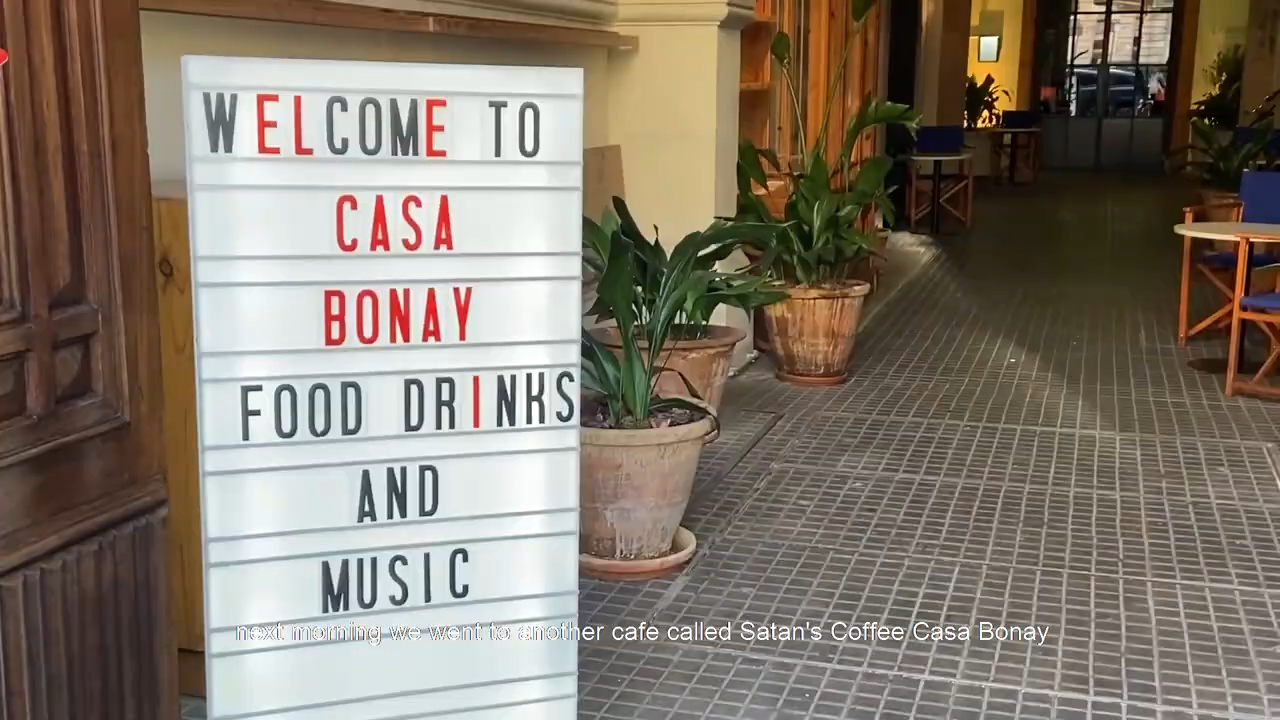 WELCOME TO
CASA
BONAY
FOOD DRINKS
AND
MUSIC
next morning we went to another cafe called Satan's Coffee Casa Bonay